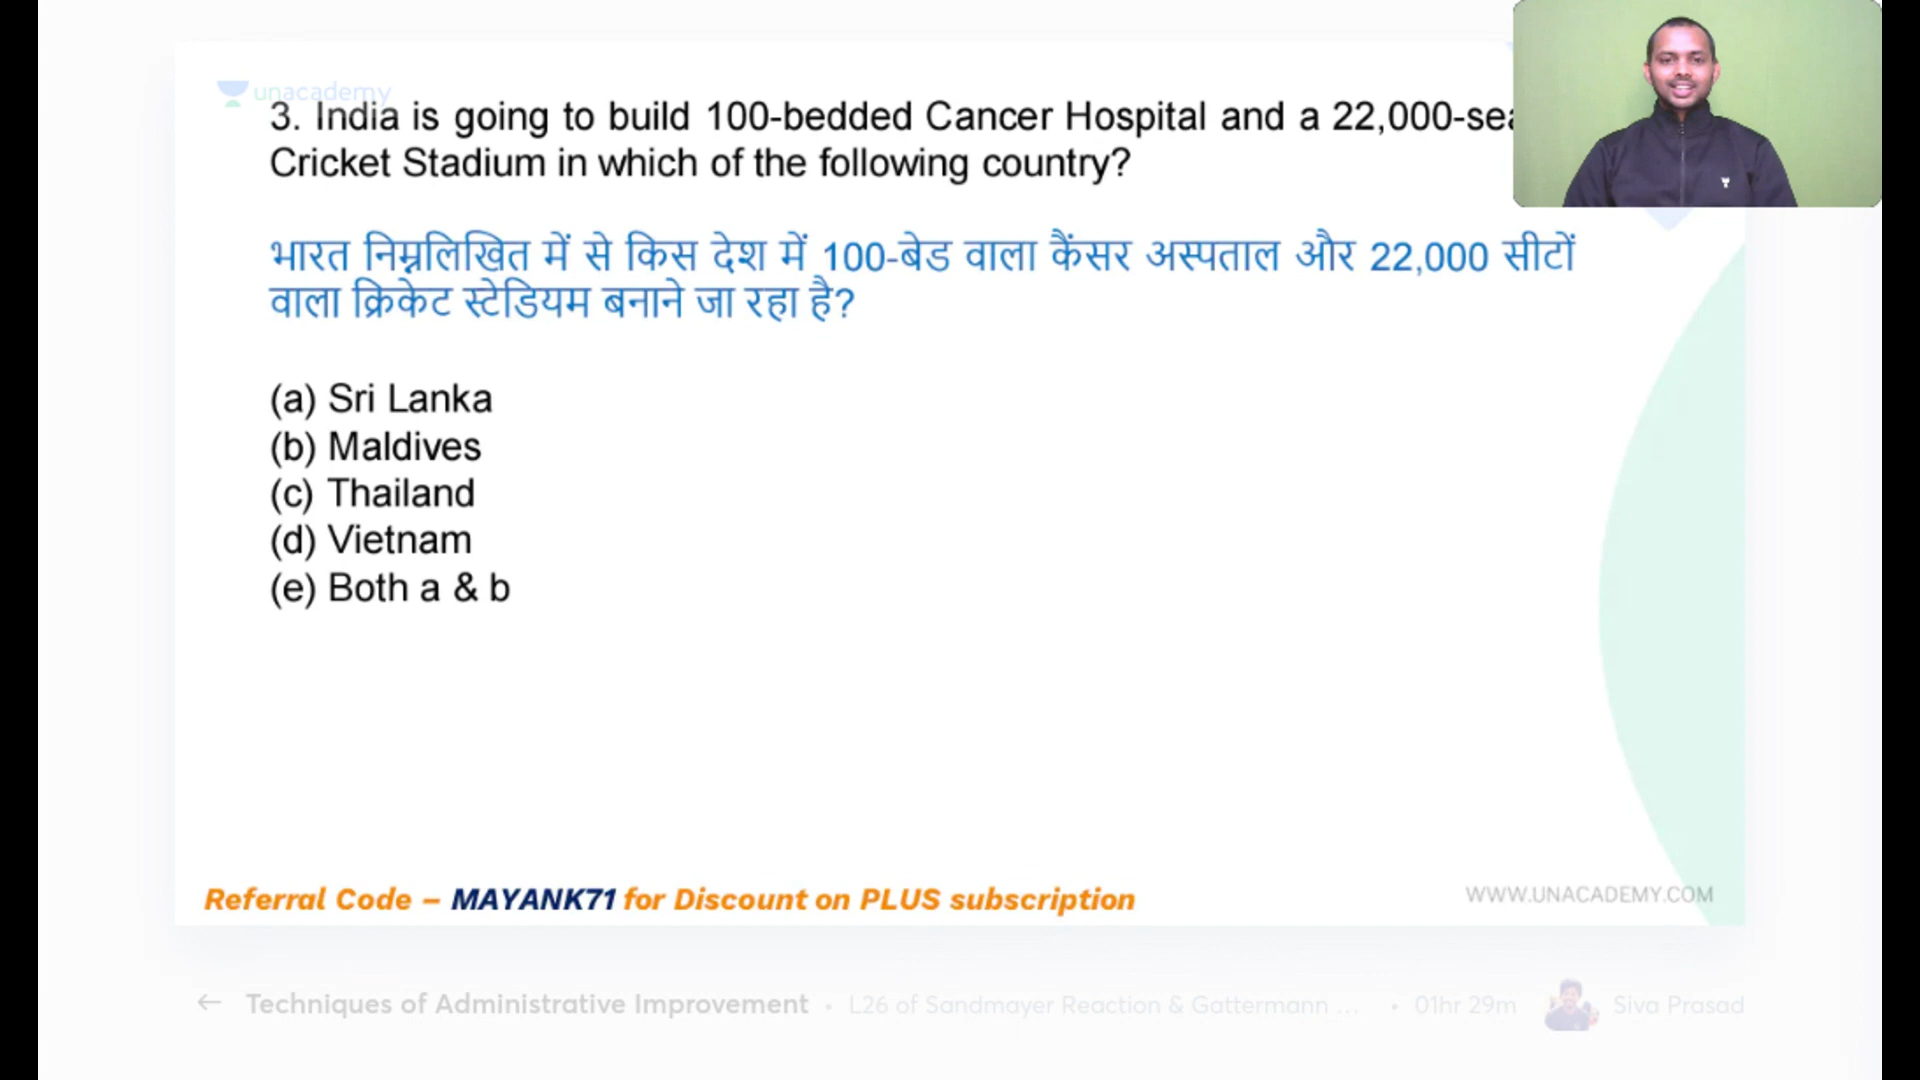 unacademy
3. India is going to build 100-bedded Cancer Hospital and a 22,000-sea
Cricket Stadium in which of the following country?
भारत निम्नलिखित में से किस देश में 100-बेड वाला कैंसर अस्पताल और 22,000 सीटों
वाला क्रिकेट स्टेडियम बनाने जा रहा है?
(a) Sri Lanka
(b) Maldives
(c) Thailand
(d) Vietnam
(e) Both a & b
Referral Code – MAYANK71 for Discount on PLUS subscription
WWW.UNACADEMY.COM
← Techniques of Administrative Improvement • L26 of Sandmayer Reaction & Gattermann ... • 01hr 29m Siva Prasad